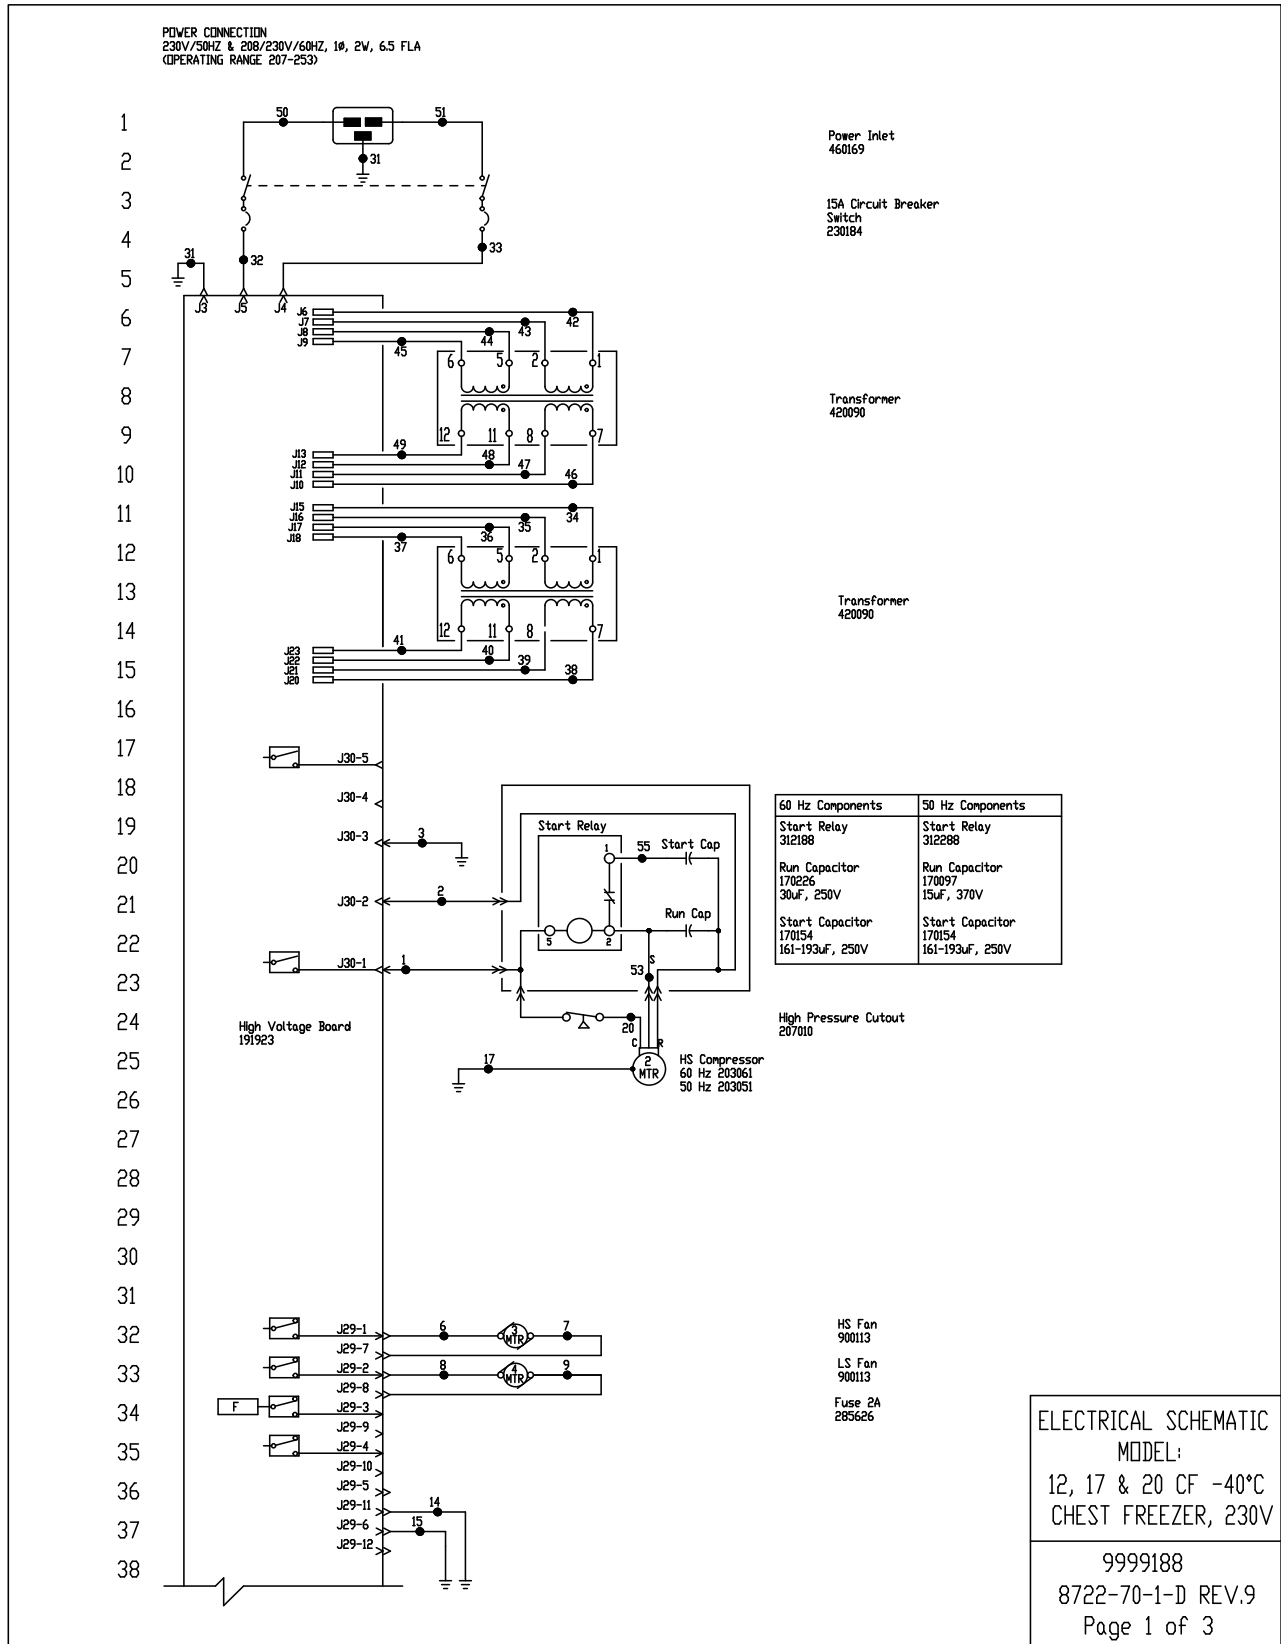 POWER CONNECTION
230V/50HZ & 208/230V/60HZ, 1ø, 2W, 6.5 FLA
(OPERATING RANGE 207-253)
1
50
51
Power Inlet
460169
2
31
3
15A Circuit Breaker
Switch
230184
4
31
32
33
5
J3
J5
J4
6
J6
J7
J8
J9
42
43
44
45
7
6
5
2
1
8
Transformer
420090
9
12
11
8
7
J13
J12
J11
J10
49
48
47
46
10
11
J15
J16
J17
J18
34
35
36
37
12
6
5
2
1
13
Transformer
420090
14
12
11
8
7
J23
J22
J21
J20
41
40
39
38
15
16
17
J30-5
18
J30-4
19
J30-3
3
Start Relay
1
55
Start Cap
20
21
J30-2
2
Run Cap
22
5
2
J30-1
1
S
53
23
60 Hz Components
50 Hz Components
Start Relay
312188
Start Relay
312288
Run Capacitor
170226
30uF, 250V
Run Capacitor
170097
15uF, 370V
Start Capacitor
170154
161-193uF, 250V
Start Capacitor
170154
161-193uF, 250V
24
High Voltage Board
191923
20
C
R
High Pressure Cutout
207010
25
17
2
MTR
HS Compressor
60 Hz 203061
50 Hz 203051
26
27
28
29
30
31
32
J29-1
6
3
MTR
7
HS Fan
900113
J29-7
33
J29-2
8
4
MTR
9
LS Fan
900113
J29-8
34
F
J29-3
Fuse 2A
285626
J29-9
35
J29-4
J29-10
36
J29-5
J29-11
14
37
J29-6
15
J29-12
38
ELECTRICAL SCHEMATIC
MODEL:
12, 17 & 20 CF -40°C
CHEST FREEZER, 230V
9999188
8722-70-1-D REV.9
Page 1 of 3